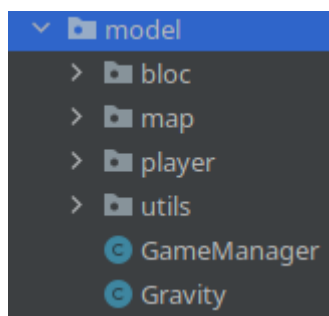 model
bloc
map
player
utils
C GameManager
C Gravity